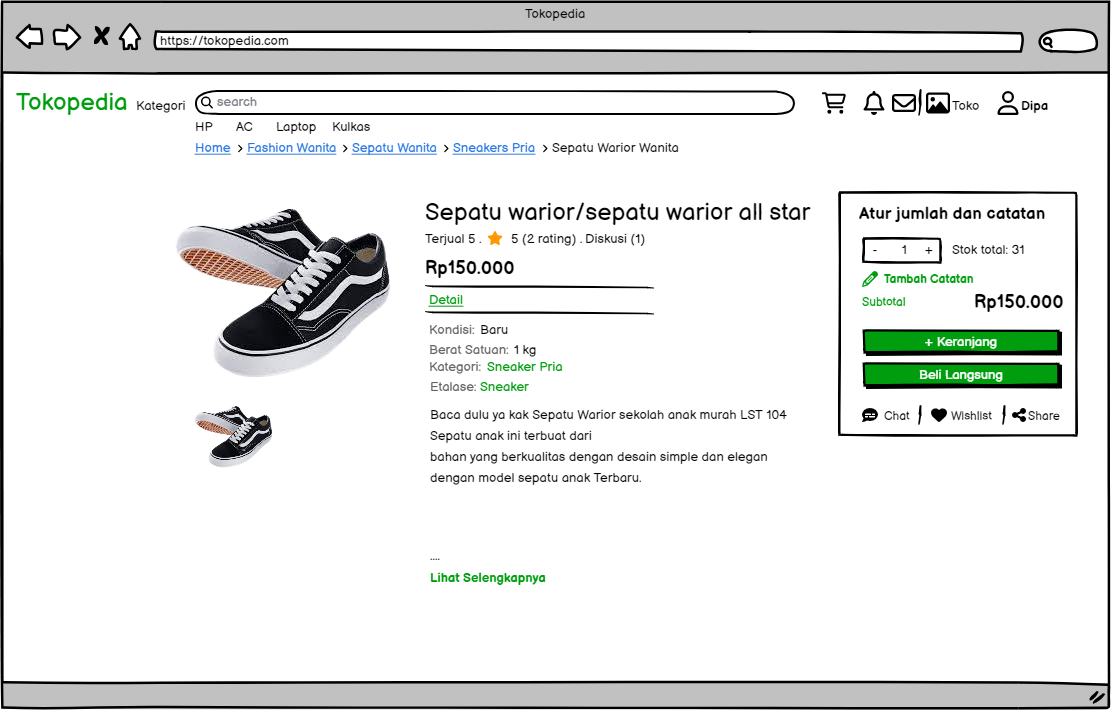 Tokopedia
https://tokopedia.com
Tokopedia Kategori search Toko Dipa
HP AC Laptop Kulkas
Home > Fashion Wanita > Sepatu Wanita > Sneakers Pria > Sepatu Warior Wanita
Sepatu warior/sepatu warior all star
Terjual 5 . 5 (2 rating) . Diskusi (1)
Rp150.000
Detail
Kondisi: Baru
Berat Satuan: 1 kg
Kategori: Sneaker Pria
Etalase: Sneaker
Baca dulu ya kak Sepatu Warior sekolah anak murah LST 104
Sepatu anak ini terbuat dari
bahan yang berkualitas dengan desain simple dan elegan
dengan model sepatu anak Terbaru.
....
Lihat Selengkapnya
Atur jumlah dan catatan
- 1 + Stok total: 31
Tambah Catatan
Subtotal Rp150.000
+ Keranjang
Beli Langsung
Chat Wishlist Share